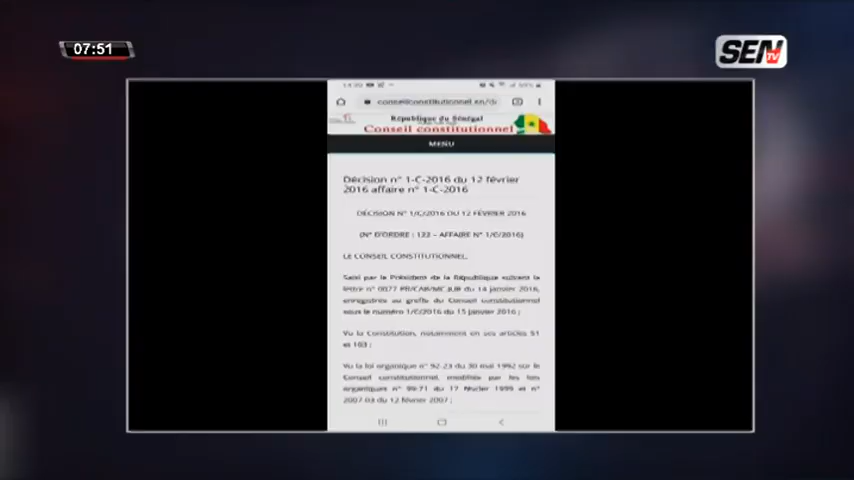 07:51
SEN TV
conseilconstitutionnel.sn/de
République du Sénégal
Conseil constitutionnel
MENU
Décision n° 1-C-2016 du 12 février
2016 affaire n° 1-C-2016
DÉCISION N° 1/C/2016 DU 12 FÉVRIER 2016
(N° D'ORDRE : 122 – AFFAIRE N° 1/C/2016)
LE CONSEIL CONSTITUTIONNEL,
Saisi par le Président de la République suivant la
lettre n° 0077 PR/CAB/MC.JUR du 14 janvier 2016,
enregistrée au greffe du Conseil constitutionnel
sous le numéro 1/C/2016 du 15 janvier 2016 ;
Vu la Constitution, notamment en ses articles 51
et 103 ;
Vu la loi organique n° 92-23 du 30 mai 1992 sur le
Conseil constitutionnel, modifiée par les lois
organiques n° 99-71 du 17 février 1999 et n°
2007-03 du 12 février 2007 ;